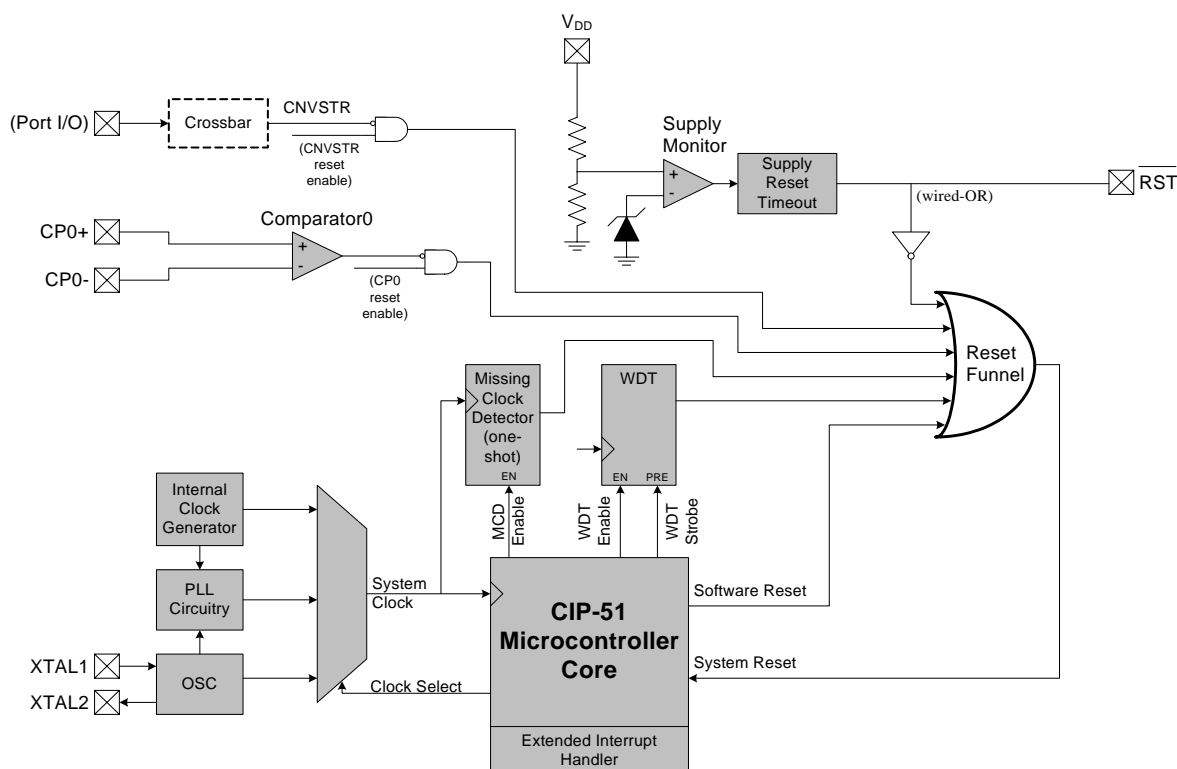 VDD
(Port I/O)
Crossbar
CNVSTR
(CNVSTR
reset
enable)
Supply
Monitor
+
-
Supply
Reset
Timeout
(wired-OR)
RST
CP0+
CP0-
Comparator0
+
-
(CP0
reset
enable)
Reset
Funnel
Missing
Clock
Detector
(one-
shot)
EN
WDT
EN
PRE
MCD
Enable
WDT
Enable
WDT
Strobe
Internal
Clock
Generator
PLL
Circuitry
OSC
XTAL1
XTAL2
System
Clock
Clock Select
CIP-51
Microcontroller
Core
Extended Interrupt
Handler
Software Reset
System Reset